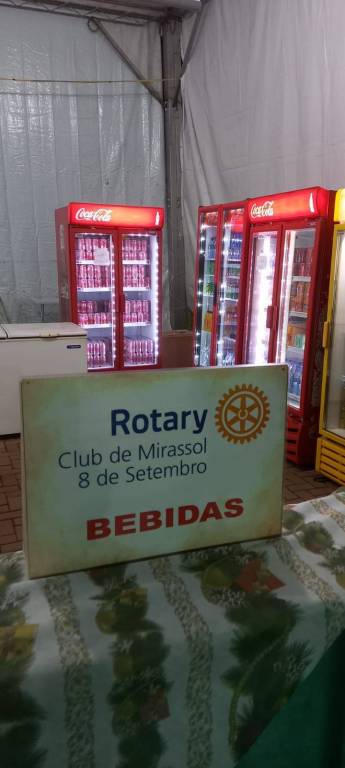 Coca-Cola
Coca-Cola
Rotary
Club de Mirassol
8 de Setembro
BEBIDAS